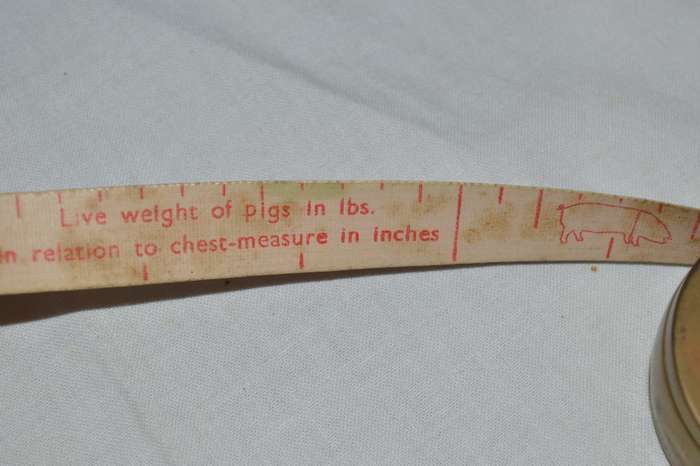 Live weight of pigs in lbs.
in relation to chest-measure in inches